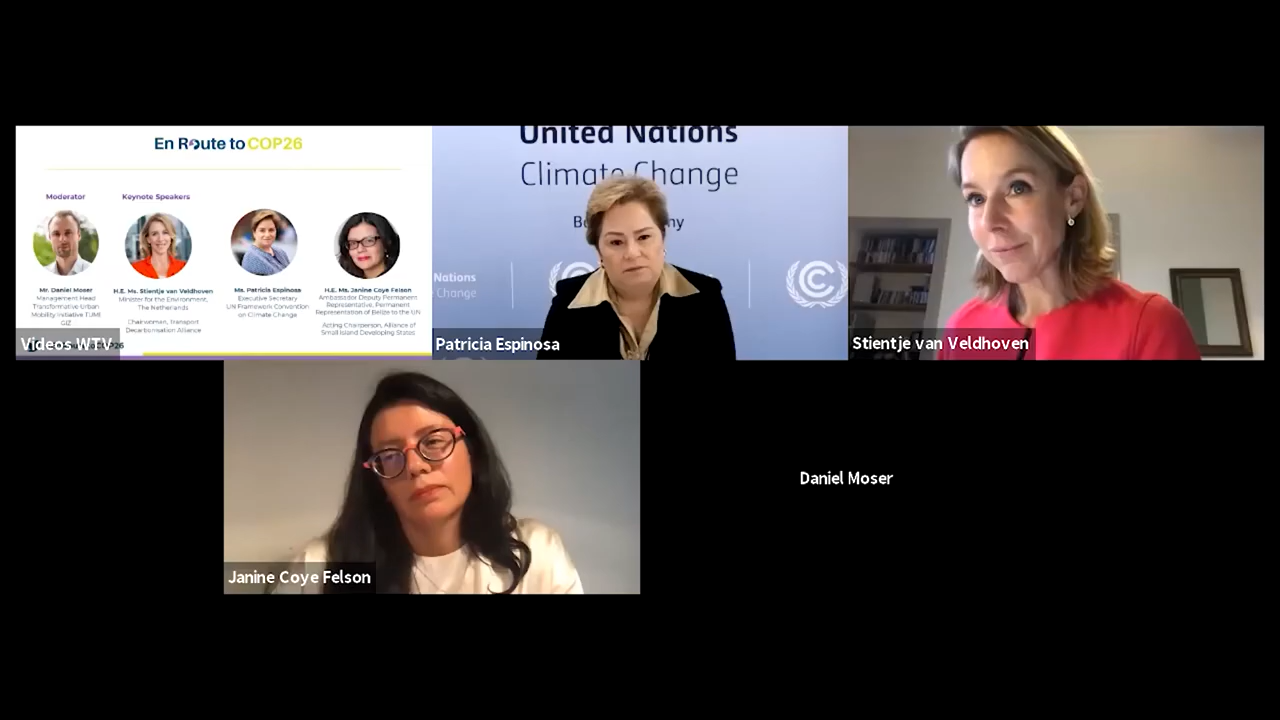 En Route to COP26
Moderator
Keynote Speakers
Mr. Daniel Moser
Management Head
Transformative Urban
Mobility Initiative (TUMI)
GIZ
H.E. Ms. Stientje van Veldhoven
Minister for the Environment,
The Netherlands
Chairwoman, Transport
Decarbonisation Alliance
Ms. Patricia Espinosa
Executive Secretary
UN Framework Convention
on Climate Change
H.E. Ms. Janine Coye Felson
Ambassador Deputy Permanent
Representative, Permanent
Representation of Belize to the UN
Acting Chairperson, Alliance of
Small Island Developing States
Videos WTV
United Nations
Climate Change
Nations
Change
Patricia Espinosa
Stientje van Veldhoven
Janine Coye Felson
Daniel Moser